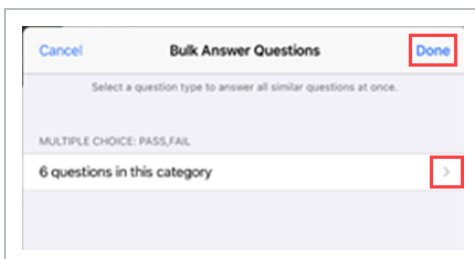 Cancel Bulk Answer Questions Done
Select a question type to answer all similar questions at once.
MULTIPLE CHOICE: PASS,FAIL
6 questions in this category